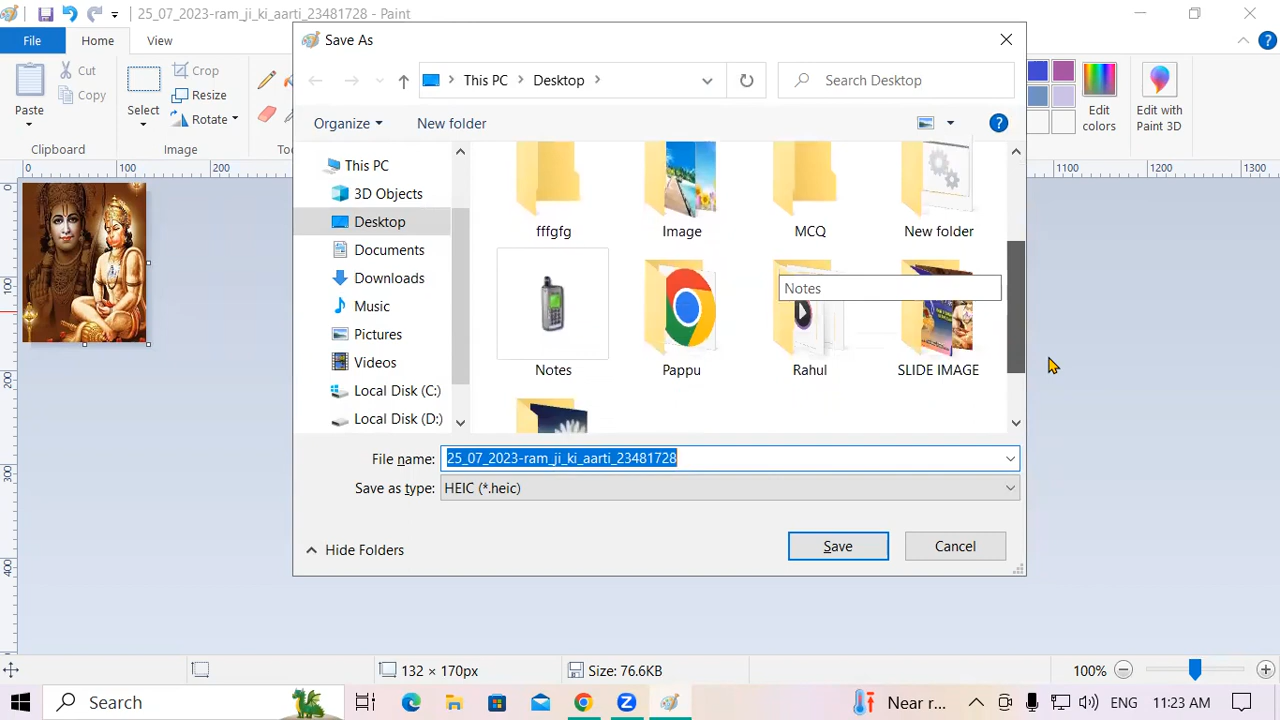 25_07_2023-ram_ji_ki_aarti_23481728 - Paint
File
Home
View
Paste
Cut
Copy
Clipboard
Select
Crop
Resize
Rotate
Image
Edit
colors
Edit with
Paint 3D
0
100
200
1100
1200
1300
0
100
200
300
400
Save As
This PC
Desktop
Search Desktop
Organize
New folder
This PC
3D Objects
Desktop
Documents
Downloads
Music
Pictures
Videos
Local Disk (C:)
Local Disk (D:)
fffgfg
Image
MCQ
New folder
Notes
Notes
Pappu
Rahul
SLIDE IMAGE
File name:
25_07_2023-ram_ji_ki_aarti_23481728
Save as type:
HEIC (*.heic)
Hide Folders
Save
Cancel
132 × 170px
Size: 76.6KB
100%
Search
Near r...
ENG
11:23 AM